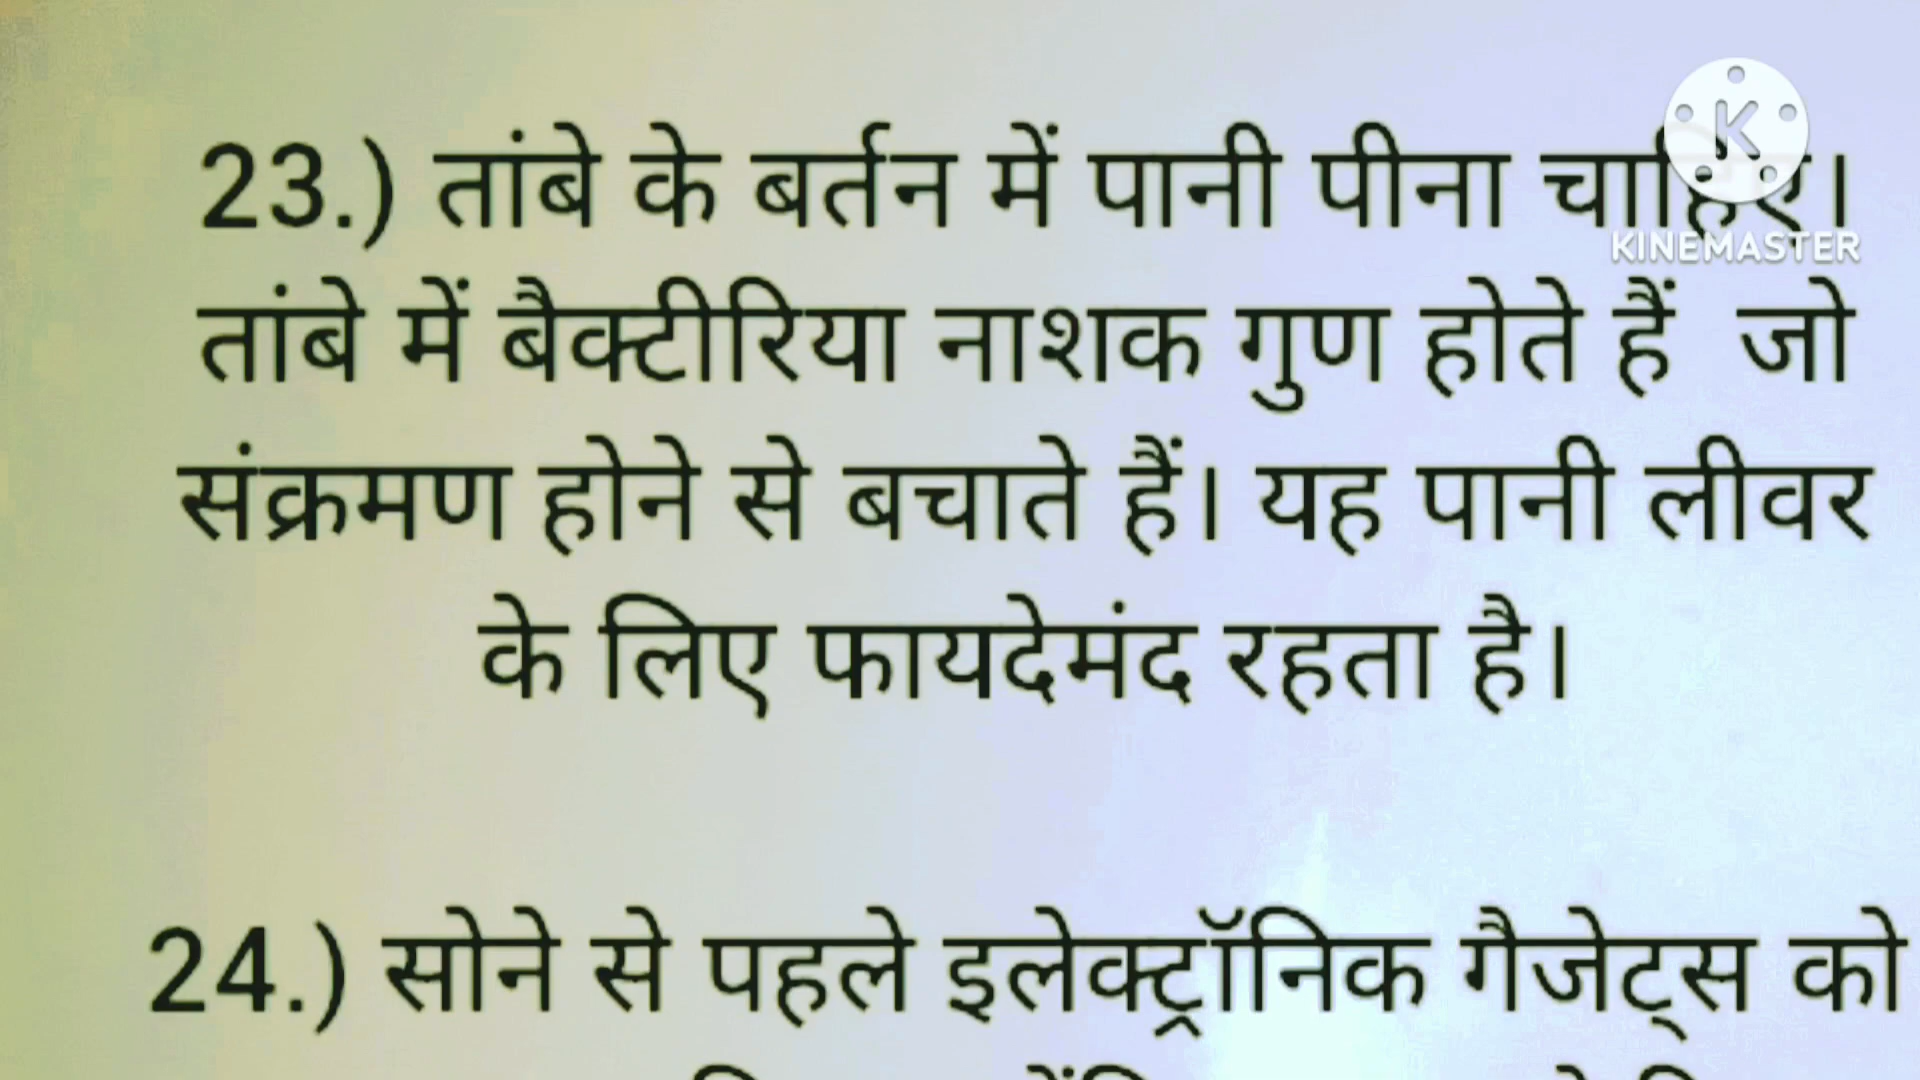 23.) तांबे के बर्तन में पानी पीना चाहिए।
KINEMASTER
तांबे में बैक्टीरिया नाशक गुण होते हैं जो
संक्रमण होने से बचाते हैं। यह पानी लीवर
के लिए फायदेमंद रहता है।
24.) सोने से पहले इलेक्ट्रॉनिक गैजेट्स को